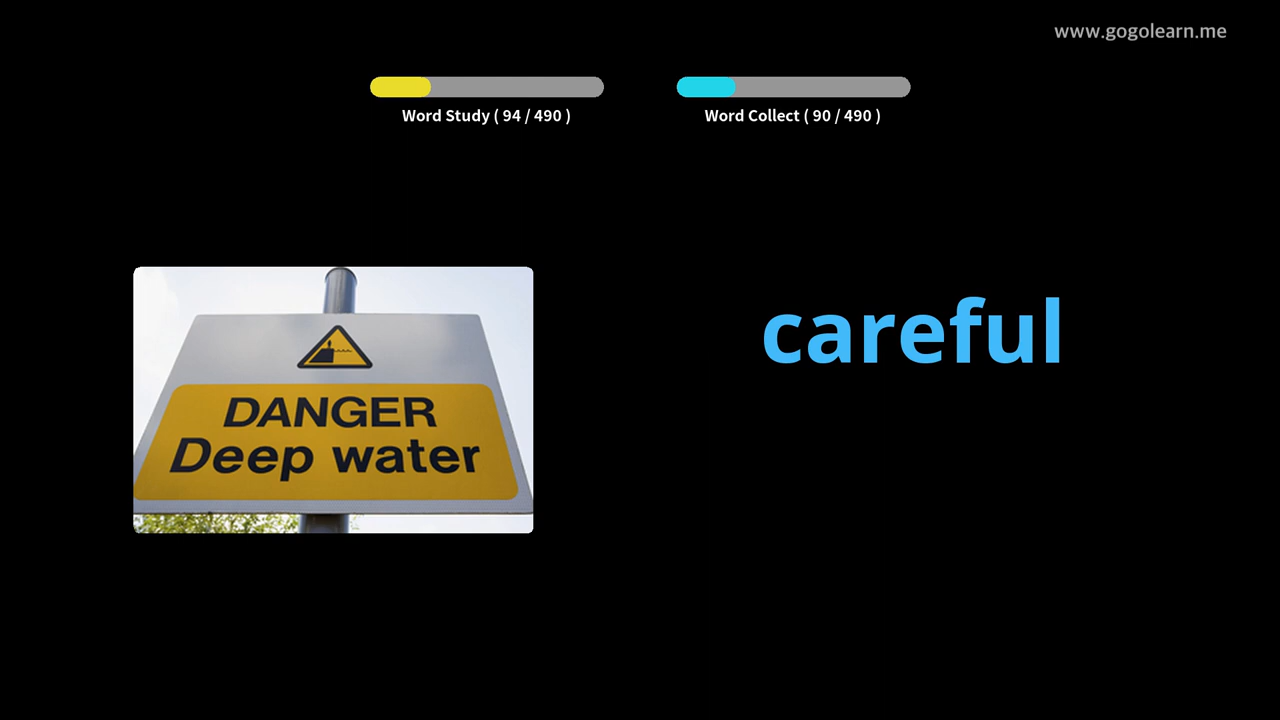 www.gogolearn.me
Word Study ( 94 / 490 )
Word Collect ( 90 / 490 )
DANGER
Deep water
careful